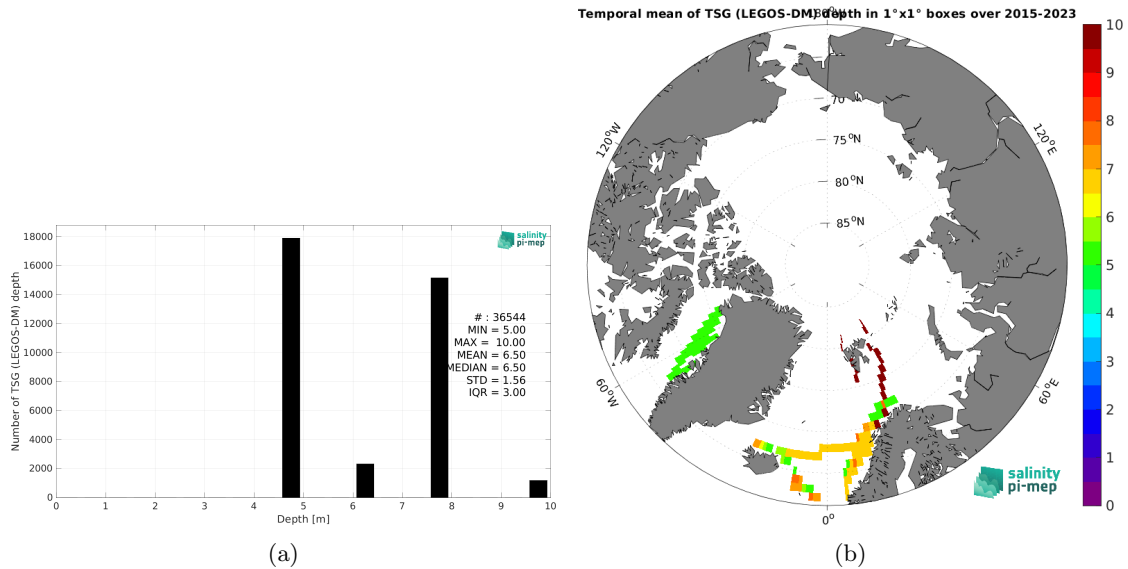 Temporal mean of TSG (LEGOS-DM) depth in 1°x1° boxes over 2015-2023
180°W
120°W
120°E
60°W
60°E
0°
70
75°N
80°N
85°N
10
9
8
7
6
5
4
3
2
1
0
salinity
pi-mep
Number of TSG (LEGOS-DM) depth
18000
16000
14000
12000
10000
8000
6000
4000
2000
0
salinity
pi-mep
# : 36544
MIN = 5.00
MAX = 10.00
MEAN = 6.50
MEDIAN = 6.50
STD = 1.56
IQR = 3.00
0 1 2 3 4 5 6 7 8 9 10
Depth [m]
(a)
(b)